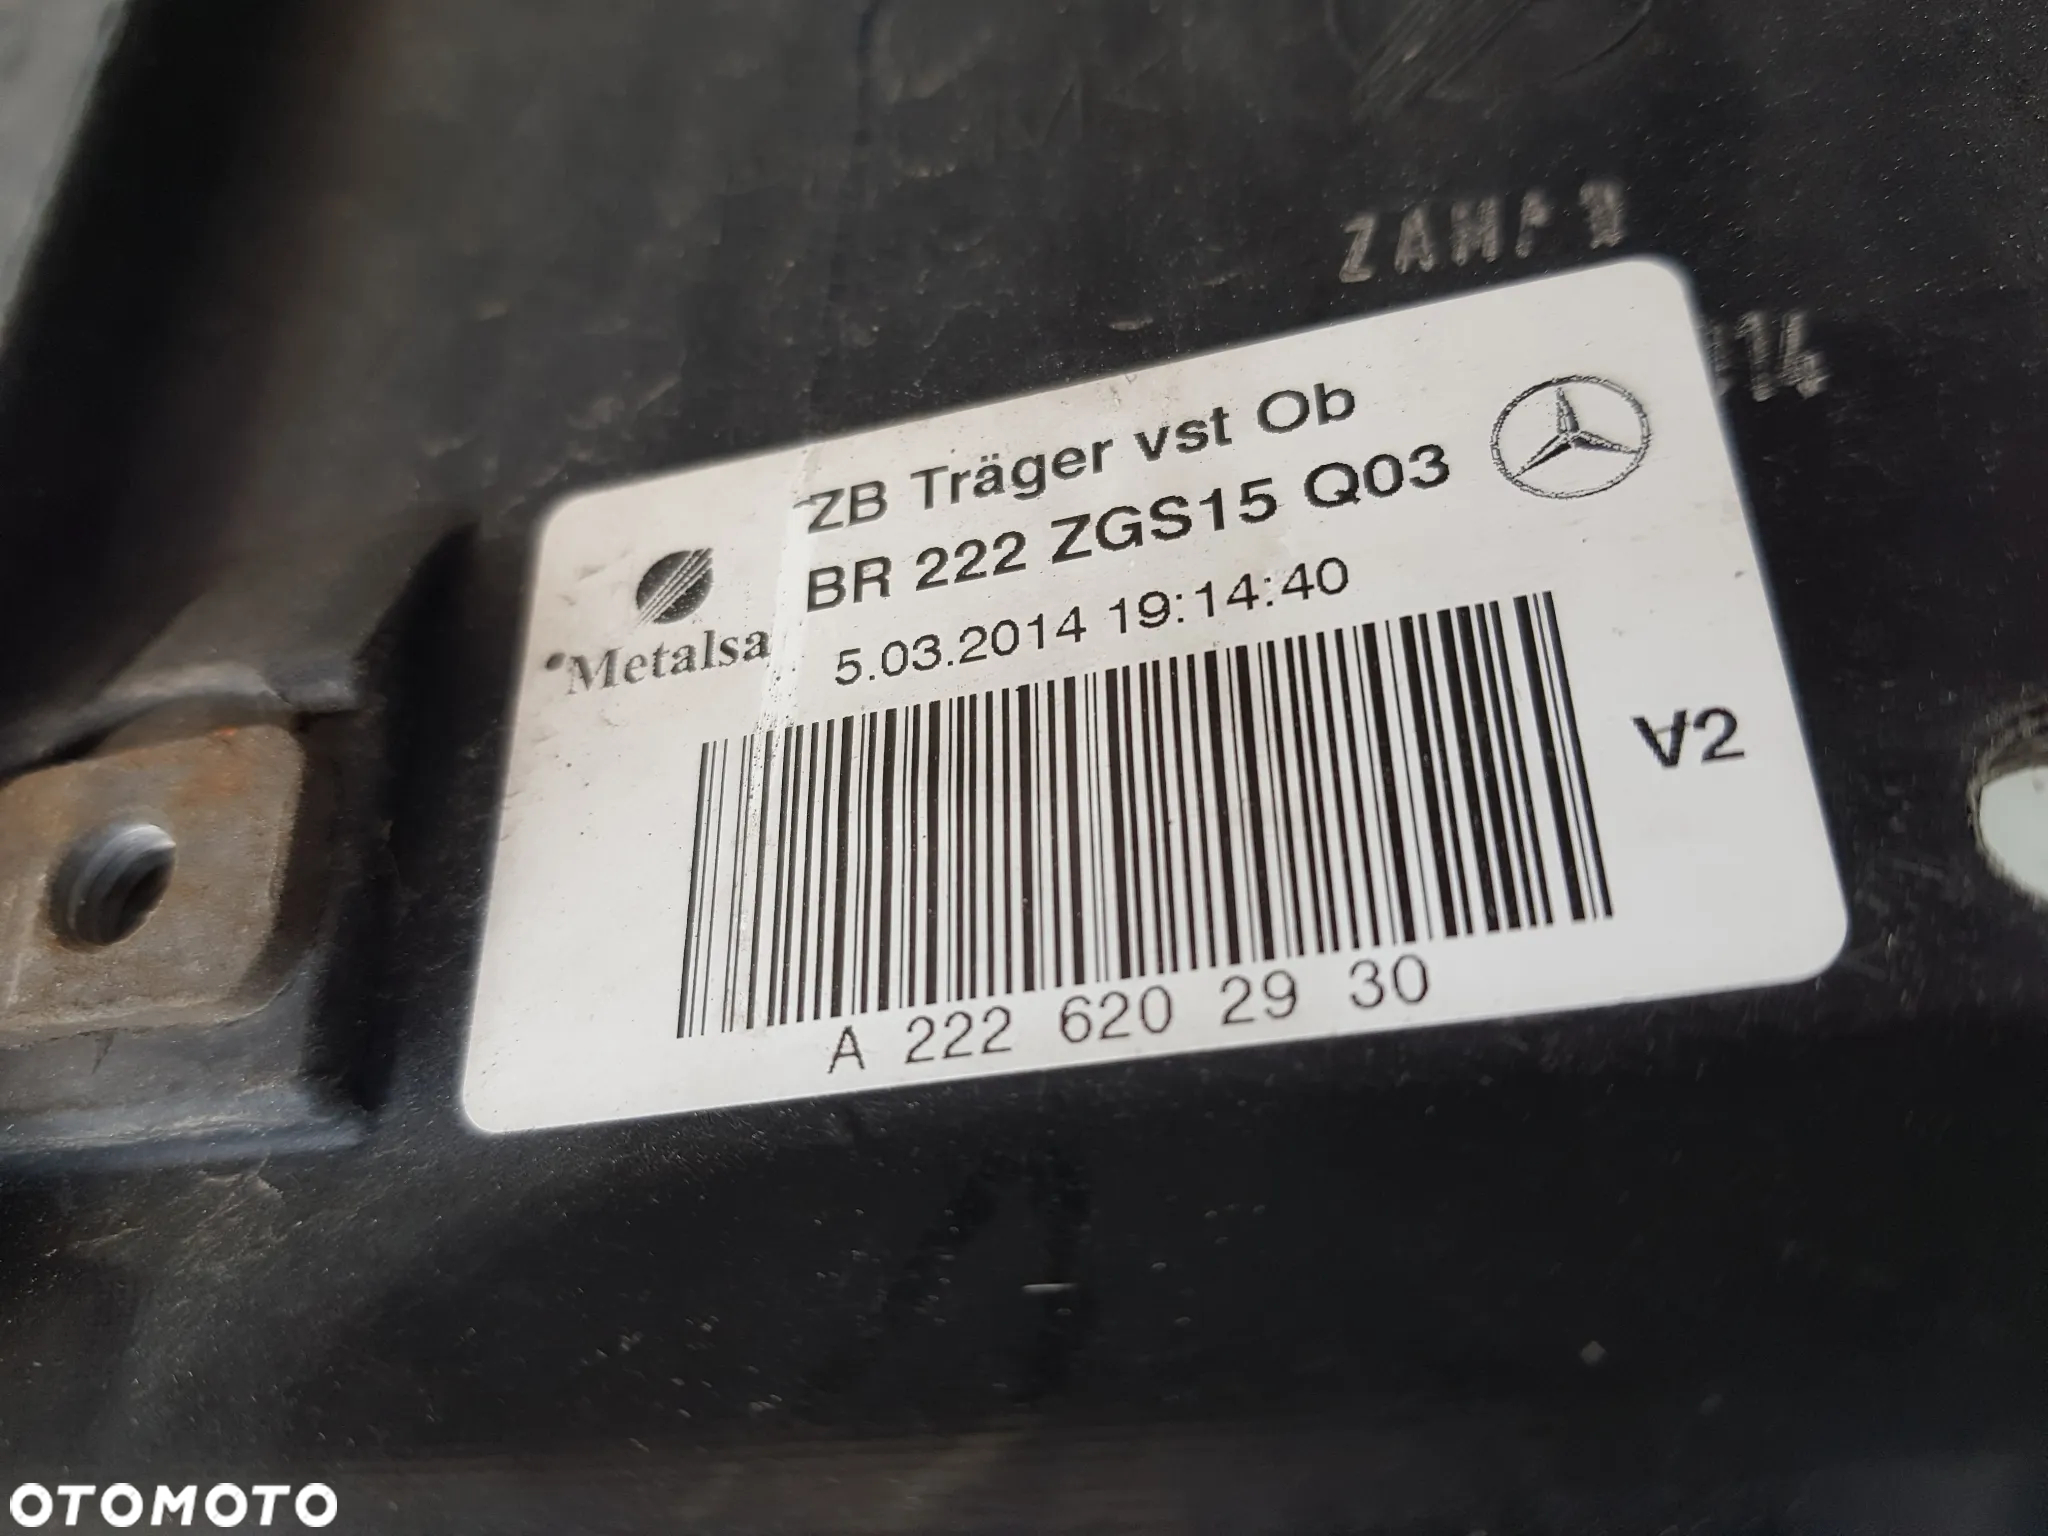 ZB Träger vst Ob
BR 222 ZGS15 Q03
5.03.2014 19:14:40
Metalsa
V2
A 222 620 29 30
OTOMOTO